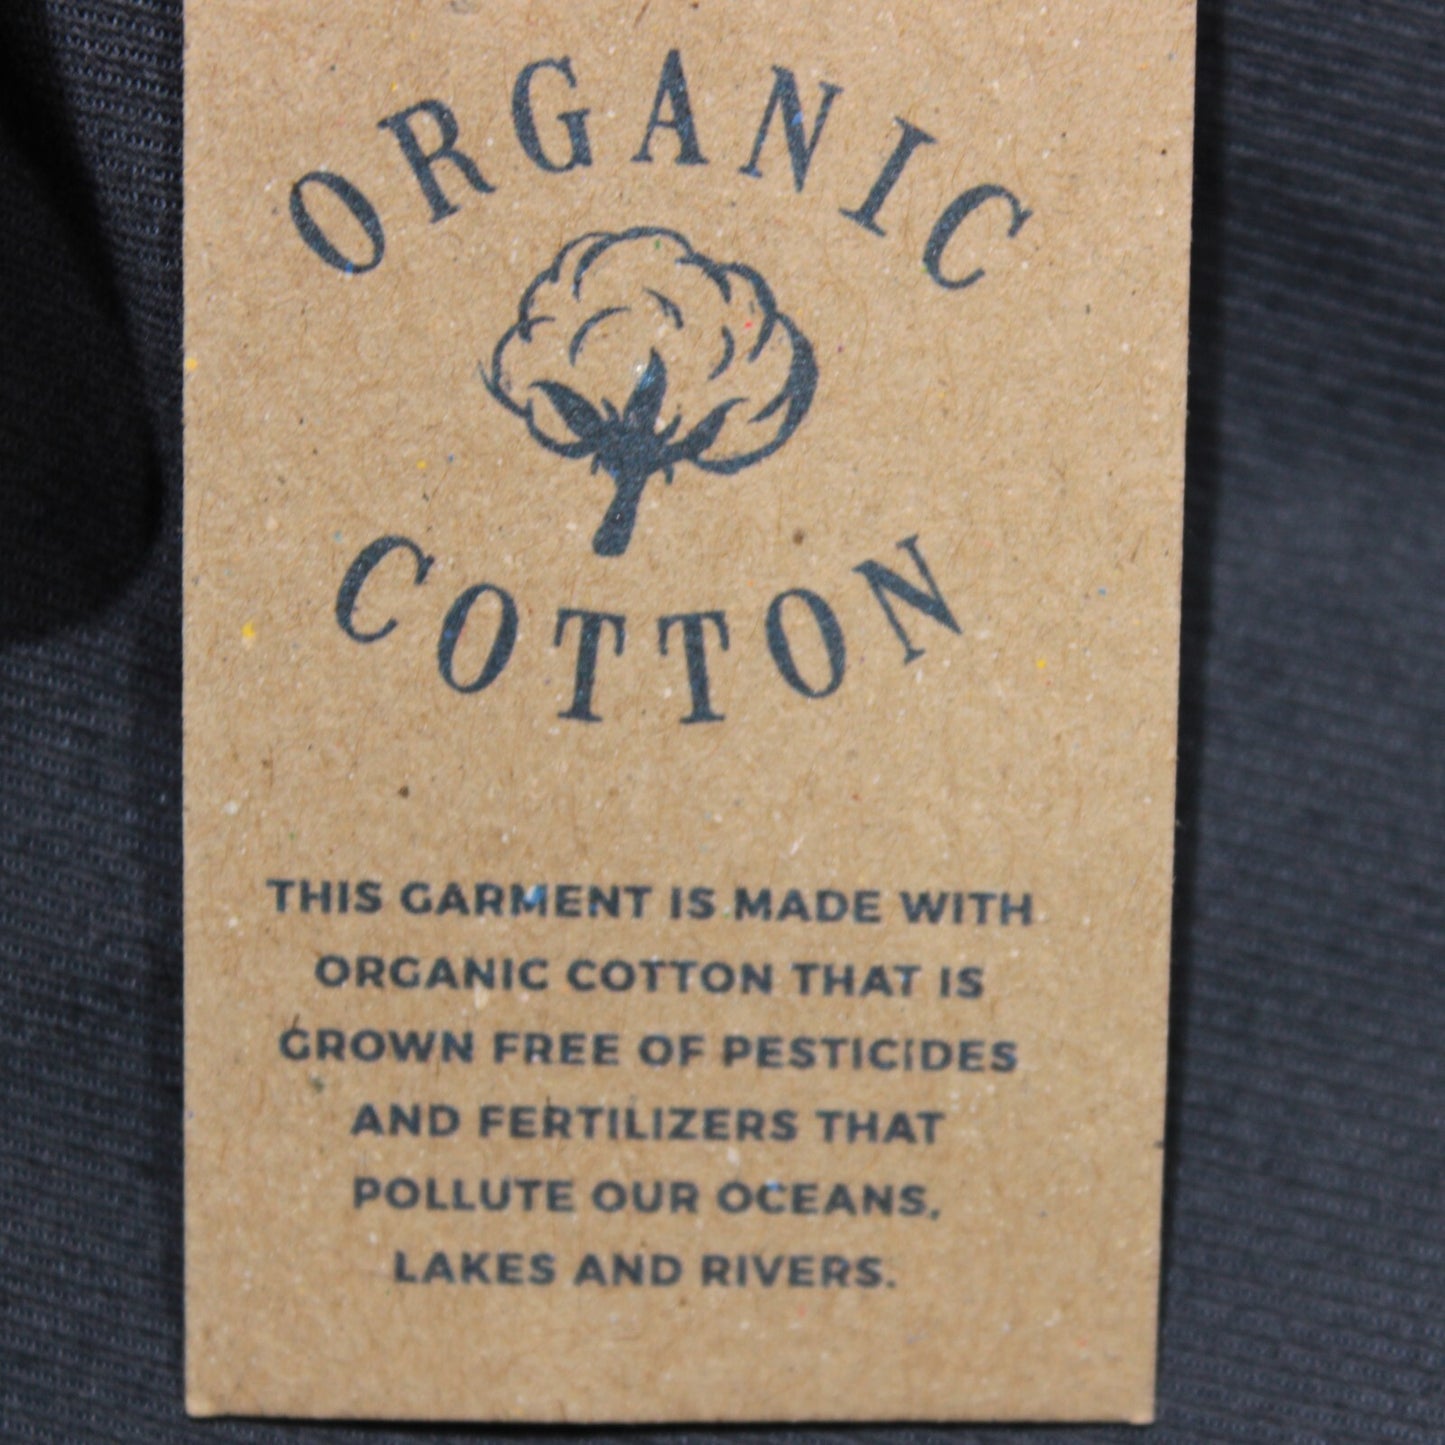 ORGANIC
COTTON
THIS GARMENT IS MADE WITH
ORGANIC COTTON THAT IS
GROWN FREE OF PESTICIDES
AND FERTILIZERS THAT
POLLUTE OUR OCEANS,
LAKES AND RIVERS.